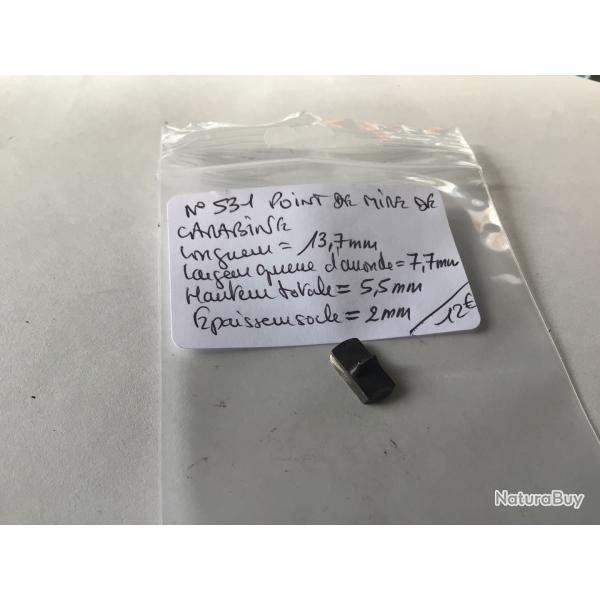 N° 531 POINT DE MIRE DE
CARABINE
Longueur = 13,7mm
Largeur queue d'aronde = 7,7mm
Hauteur totale = 5,5mm
Epaisseur socle = 2mm
12€
NaturaBuy